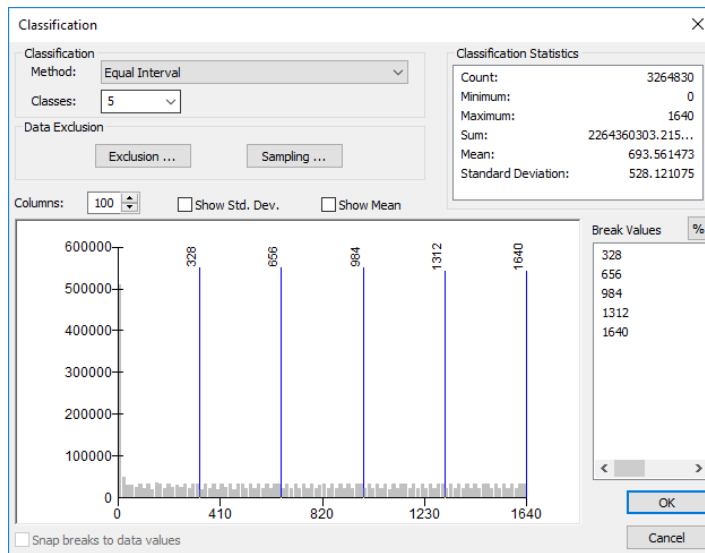 Classification
Classification
Method: Equal Interval
Classes: 5
Data Exclusion
Exclusion ... Sampling ...
Classification Statistics
Count: 3264830
Minimum: 0
Maximum: 1640
Sum: 2264360303.215...
Mean: 693.561473
Standard Deviation: 528.121075
Columns: 100 Show Std. Dev. Show Mean
328 656 984 1312 1640
600000
500000
400000
300000
200000
100000
0
0 410 820 1230 1640
Break Values %
328
656
984
1312
1640
Snap breaks to data values
OK
Cancel